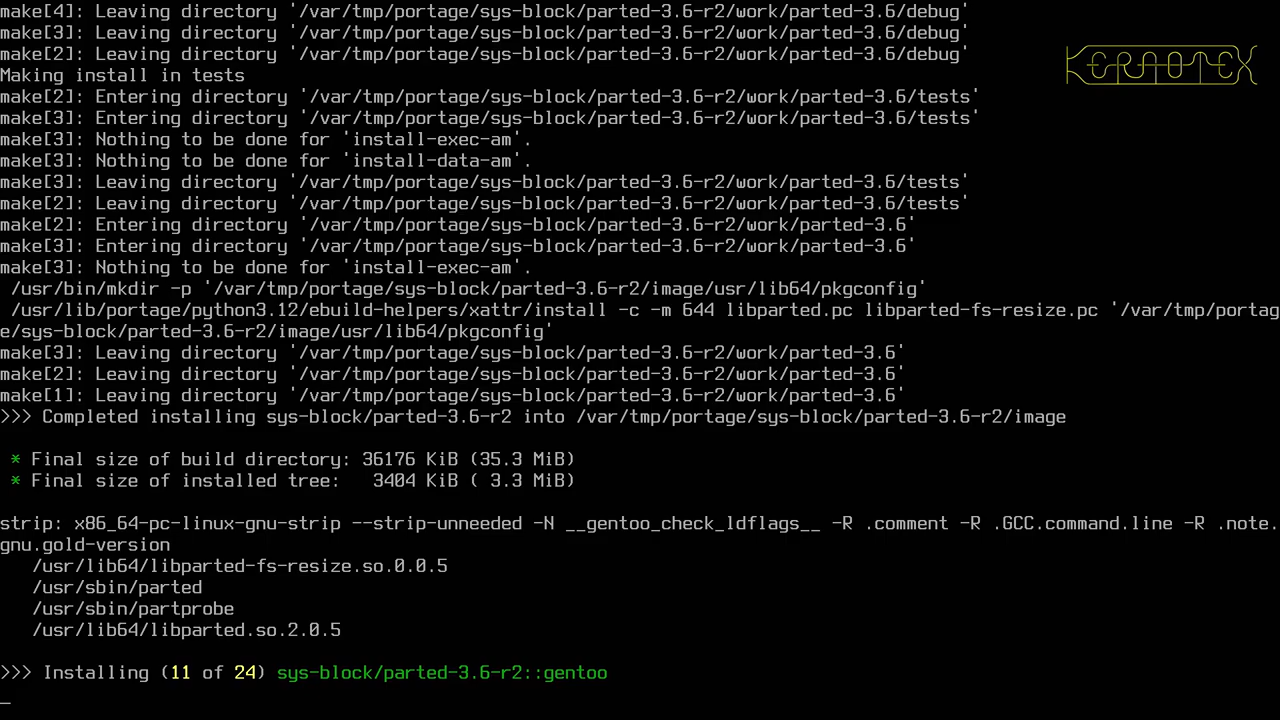 make[4]: Leaving directory '/var/tmp/portage/sys-block/parted-3.6-r2/work/parted-3.6/debug'
make[3]: Leaving directory '/var/tmp/portage/sys-block/parted-3.6-r2/work/parted-3.6/debug'
make[2]: Leaving directory '/var/tmp/portage/sys-block/parted-3.6-r2/work/parted-3.6/debug'
Making install in tests
make[2]: Entering directory '/var/tmp/portage/sys-block/parted-3.6-r2/work/parted-3.6/tests'
make[3]: Entering directory '/var/tmp/portage/sys-block/parted-3.6-r2/work/parted-3.6/tests'
make[3]: Nothing to be done for 'install-exec-am'.
make[3]: Nothing to be done for 'install-data-am'.
make[3]: Leaving directory '/var/tmp/portage/sys-block/parted-3.6-r2/work/parted-3.6/tests'
make[2]: Leaving directory '/var/tmp/portage/sys-block/parted-3.6-r2/work/parted-3.6/tests'
make[2]: Entering directory '/var/tmp/portage/sys-block/parted-3.6-r2/work/parted-3.6'
make[3]: Entering directory '/var/tmp/portage/sys-block/parted-3.6-r2/work/parted-3.6'
make[3]: Nothing to be done for 'install-exec-am'.
/usr/bin/mkdir -p '/var/tmp/portage/sys-block/parted-3.6-r2/image/usr/lib64/pkgconfig'
/usr/lib/portage/python3.12/ebuild-helpers/xattr/install -c -m 644 libparted.pc libparted-fs-resize.pc '/var/tmp/portag
e/sys-block/parted-3.6-r2/image/usr/lib64/pkgconfig'
make[3]: Leaving directory '/var/tmp/portage/sys-block/parted-3.6-r2/work/parted-3.6'
make[2]: Leaving directory '/var/tmp/portage/sys-block/parted-3.6-r2/work/parted-3.6'
make[1]: Leaving directory '/var/tmp/portage/sys-block/parted-3.6-r2/work/parted-3.6'
>>> Completed installing sys-block/parted-3.6-r2 into /var/tmp/portage/sys-block/parted-3.6-r2/image
* Final size of build directory: 36176 KiB (35.3 MiB)
* Final size of installed tree:   3404 KiB ( 3.3 MiB)
strip: x86_64-pc-linux-gnu-strip --strip-unneeded -N __gentoo_check_ldflags__ -R .comment -R .GCC.command.line -R .note.
gnu.gold-version
/usr/lib64/libparted-fs-resize.so.0.0.5
/usr/sbin/parted
/usr/sbin/partprobe
/usr/lib64/libparted.so.2.0.5
>>> Installing (11 of 24) sys-block/parted-3.6-r2::gentoo